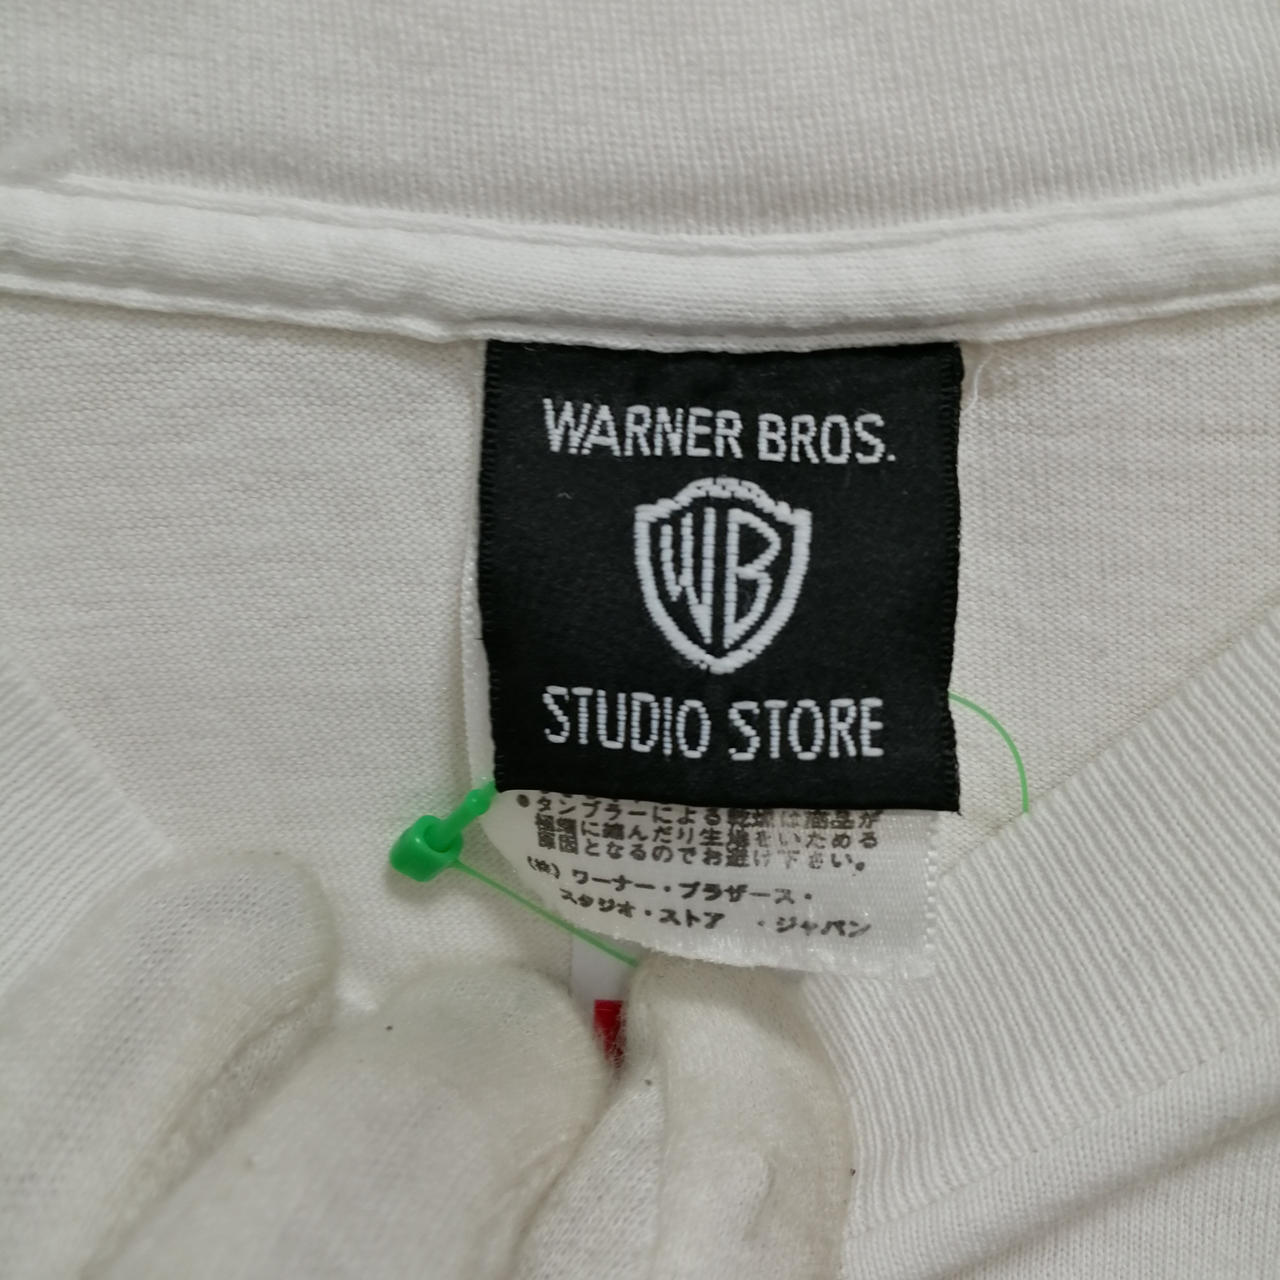 WARNER BROS.
WB
STUDIO STORE
●タンブラーによる乾燥は商品が
極端に縮んだり生地をいためる
原因となるのでお避け下さい。
(株)ワーナー・ブラザース・
スタジオ・ストア・ジャパン